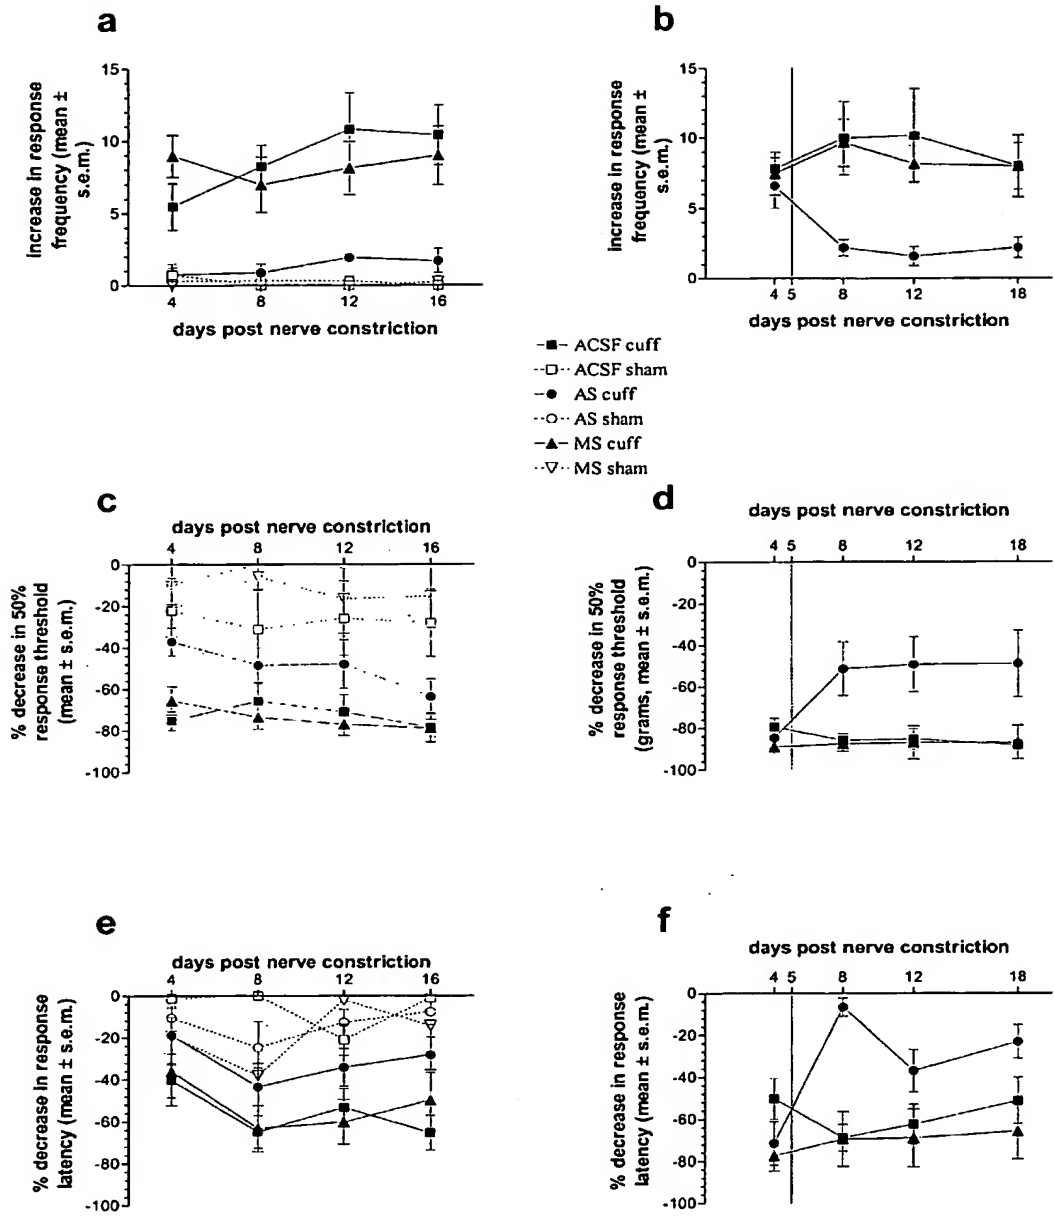 a
15
10
5
0
increase in response
frequency (mean ±
s.e.m.)
4 8 12 16
days post nerve constriction
b
15
10
5
0
increase in response
frequency (mean ±
s.e.m.)
4 5 8 12 18
days post nerve constriction
ACSF cuff
ACSF sham
AS cuff
AS sham
MS cuff
MS sham
c
days post nerve constriction
4 8 12 16
0
-20
-40
-60
-80
-100
% decrease in 50%
response threshold
(mean ± s.e.m.)
d
days post nerve constriction
4 5 8 12 18
0
-20
-40
-60
-80
-100
% decrease in 50%
response threshold
(grams, mean ± s.e.m.)
e
days post nerve constriction
4 8 12 16
0
-20
-40
-60
-80
-100
% decrease in response
latency (mean ± s.e.m.)
f
days post nerve constriction
4 5 8 12 18
0
-20
-40
-60
-80
-100
% decrease in response
latency (mean ± s.e.m.)